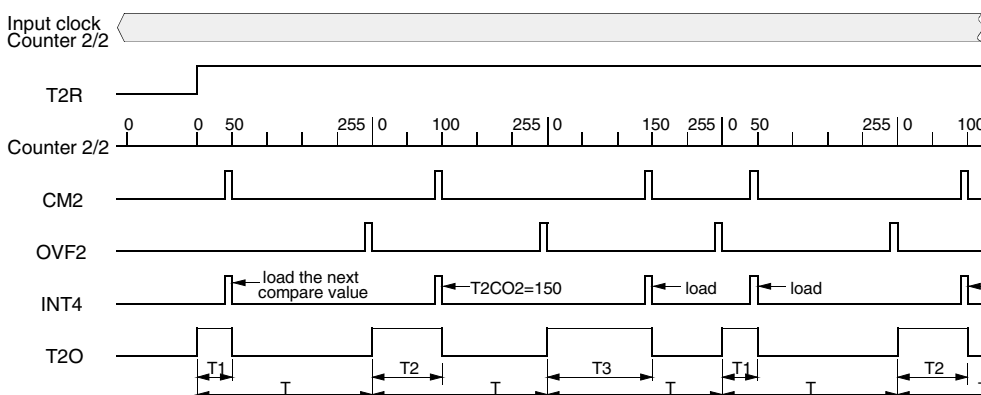 Input clock
Counter 2/2
T2R
0 0 50 255 0 100 255 0 150 255 0 50 255 0 100
Counter 2/2
CM2
OVF2
load the next
compare value
T2CO2=150
load
load
INT4
T2O
T1 T2 T3 T1 T2
T T T T T